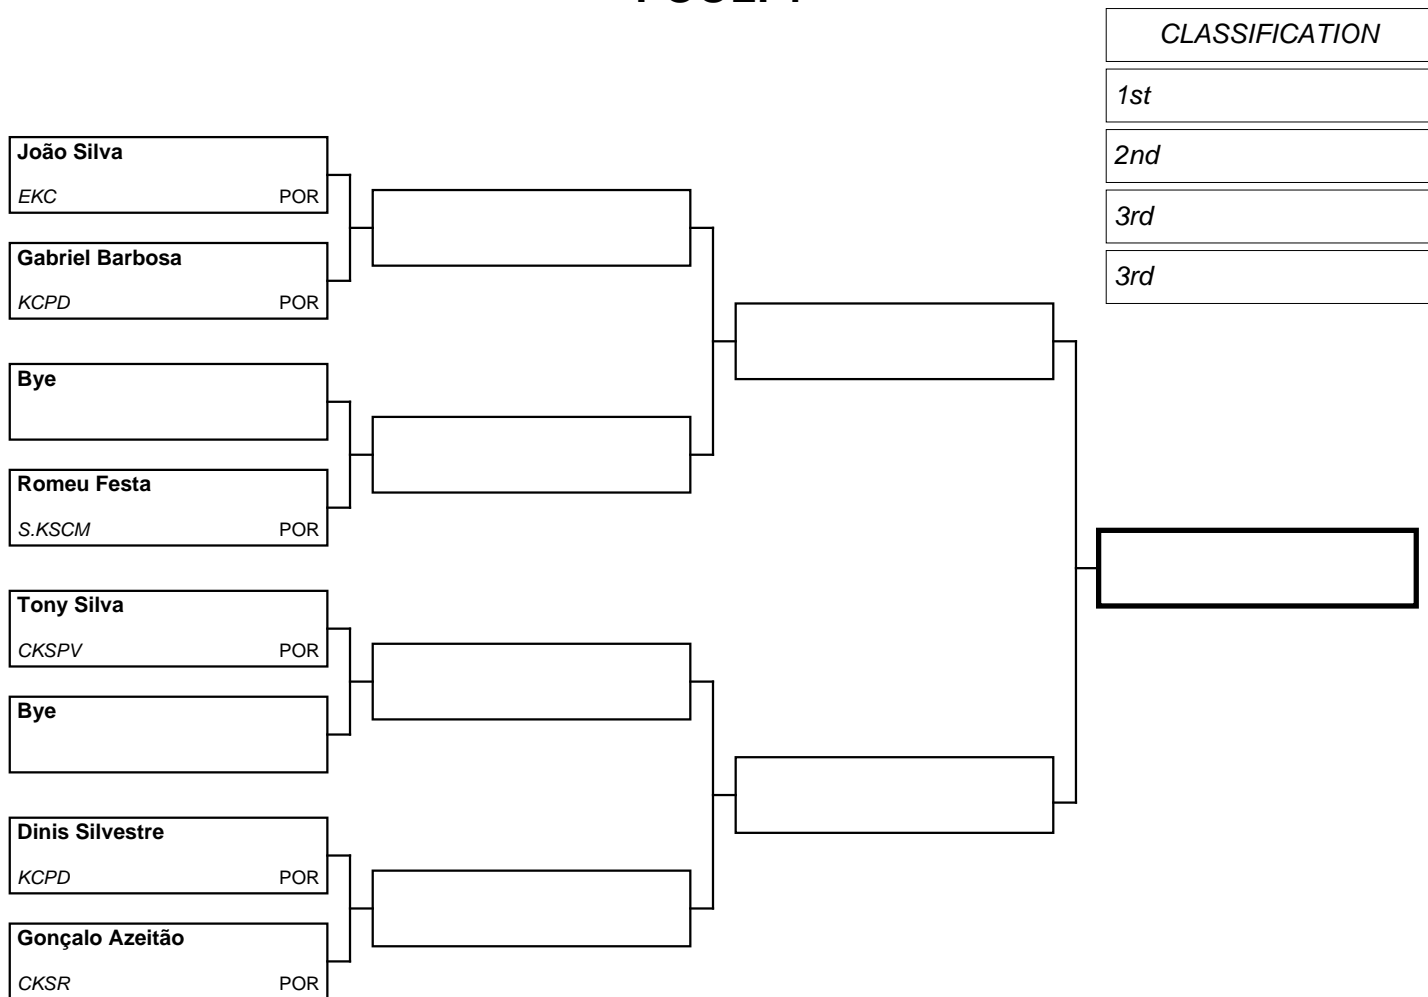 CLASSIFICATION
1st
2nd
3rd
3rd
João Silva
EKC POR
Gabriel Barbosa
KCPD POR
Bye
Romeu Festa
S.KSCM POR
Tony Silva
CKSPV POR
Bye
Dinis Silvestre
KCPD POR
Gonçalo Azeitão
CKSR POR